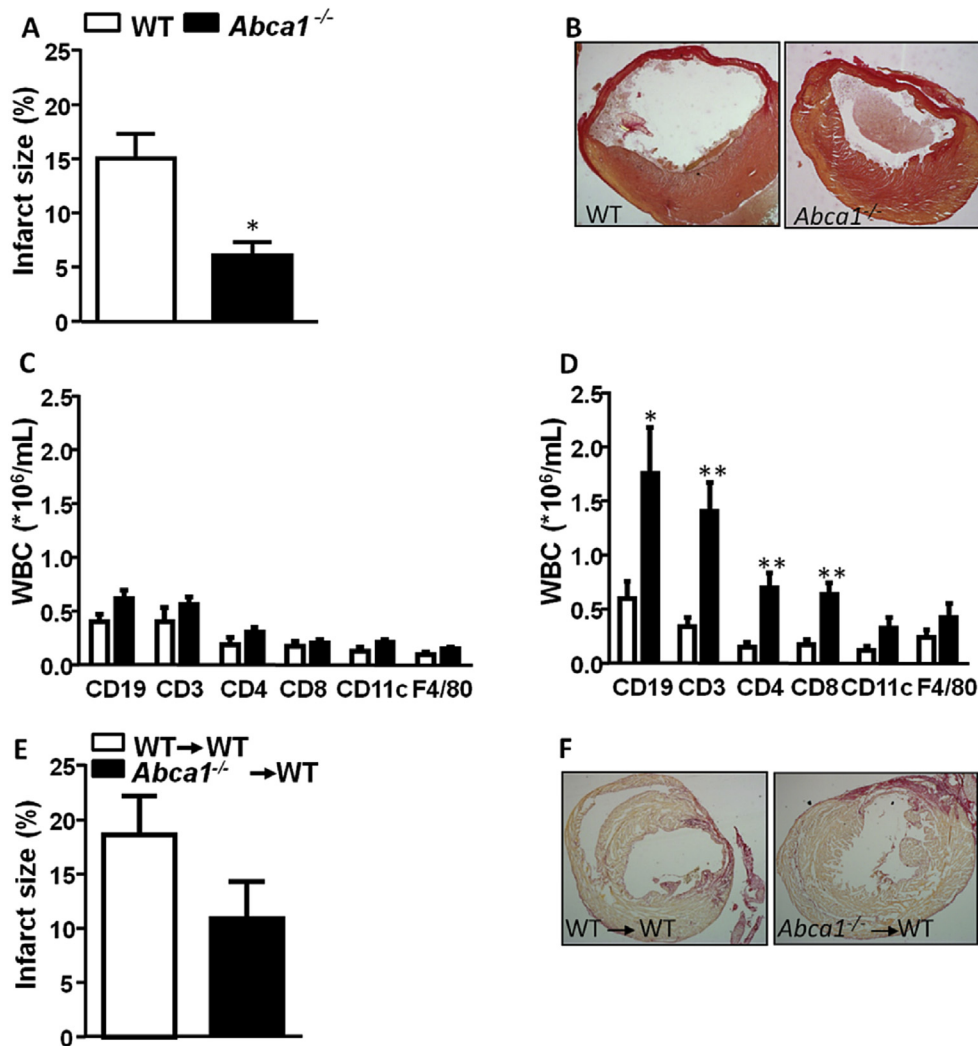 A
WT Abca1-/-
Infarct size (%)
25
20
15
10
5
0
*
B
WT
Abca1-/-
C
WBC (*10⁶/mL)
2.5
2.0
1.5
1.0
0.5
0.0
CD19 CD3 CD4 CD8 CD11c F4/80
D
WBC (*10⁶/mL)
2.5
2.0
1.5
1.0
0.5
0.0
* ** ** **
CD19 CD3 CD4 CD8 CD11c F4/80
E
WT→WT
Abca1-/- →WT
Infarct size (%)
25
20
15
10
5
0
F
WT → WT
Abca1-/- →WT